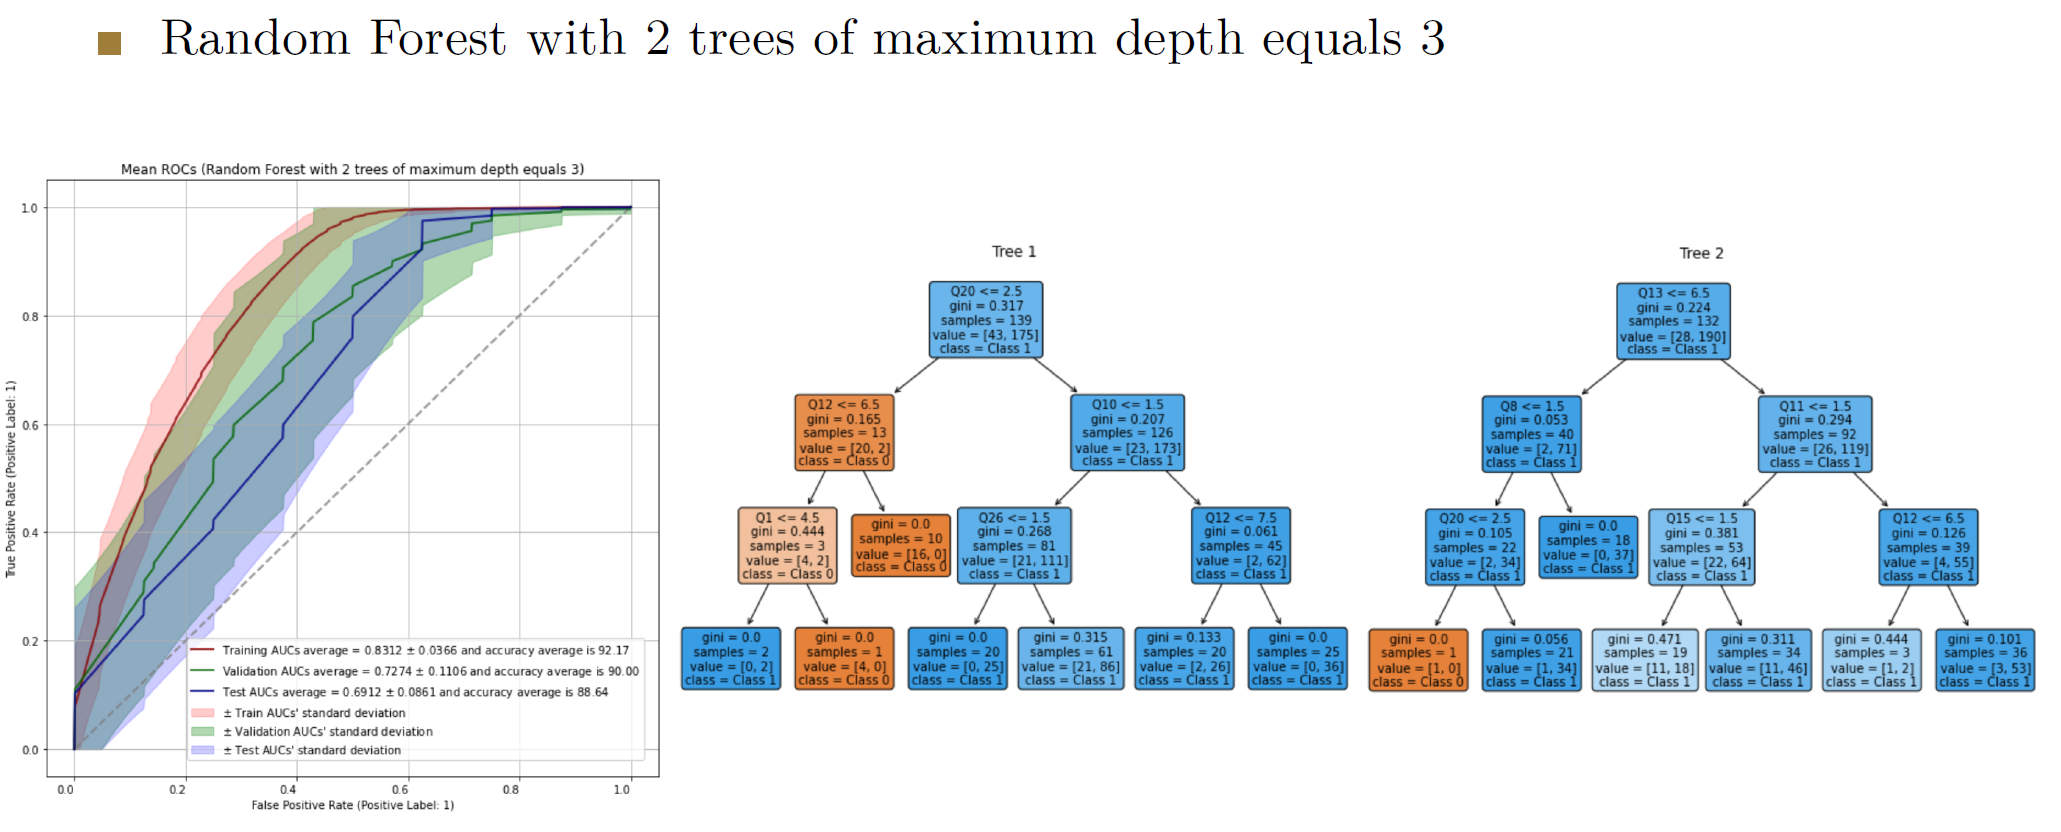 Random Forest with 2 trees of maximum depth equals 3
Mean ROCs (Random Forest with 2 trees of maximum depth equals 3)
True Positive Rate (Positive Label: 1)
1.0
0.8
0.6
0.4
0.2
0.0
Training AUCs average = 0.8312 ± 0.0366 and accuracy average is 92.17
Validation AUCs average = 0.7274 ± 0.1106 and accuracy average is 90.00
Test AUCs average = 0.6912 ± 0.0861 and accuracy average is 88.64
± Train AUCs' standard deviation
± Validation AUCs' standard deviation
± Test AUCs' standard deviation
0.0 0.2 0.4 0.6 0.8 1.0
False Positive Rate (Positive Label: 1)
Tree 1
Q20 <= 2.5
gini = 0.317
samples = 139
value = [43, 175]
class = Class 1
Q12 <= 6.5
gini = 0.165
samples = 13
value = [20, 2]
class = Class 0
Q10 <= 1.5
gini = 0.207
samples = 126
value = [23, 173]
class = Class 1
Q1 <= 4.5
gini = 0.444
samples = 3
value = [4, 2]
class = Class 0
gini = 0.0
samples = 10
value = [16, 0]
class = Class 0
Q26 <= 1.5
gini = 0.268
samples = 81
value = [21, 111]
class = Class 1
Q12 <= 7.5
gini = 0.061
samples = 45
value = [2, 62]
class = Class 1
gini = 0.0
samples = 2
value = [0, 2]
class = Class 1
gini = 0.0
samples = 1
value = [4, 0]
class = Class 0
gini = 0.0
samples = 20
value = [0, 25]
class = Class 1
gini = 0.315
samples = 61
value = [21, 86]
class = Class 1
gini = 0.133
samples = 20
value = [2, 26]
class = Class 1
gini = 0.0
samples = 25
value = [0, 36]
class = Class 1
Tree 2
Q13 <= 6.5
gini = 0.224
samples = 132
value = [28, 190]
class = Class 1
Q8 <= 1.5
gini = 0.053
samples = 40
value = [2, 71]
class = Class 1
Q11 <= 1.5
gini = 0.294
samples = 92
value = [26, 119]
class = Class 1
Q20 <= 2.5
gini = 0.105
samples = 22
value = [2, 34]
class = Class 1
gini = 0.0
samples = 18
value = [0, 37]
class = Class 1
Q15 <= 1.5
gini = 0.381
samples = 53
value = [22, 64]
class = Class 1
Q12 <= 6.5
gini = 0.126
samples = 39
value = [4, 55]
class = Class 1
gini = 0.0
samples = 1
value = [1, 0]
class = Class 0
gini = 0.056
samples = 21
value = [1, 34]
class = Class 1
gini = 0.471
samples = 19
value = [11, 18]
class = Class 1
gini = 0.311
samples = 34
value = [11, 46]
class = Class 1
gini = 0.444
samples = 3
value = [1, 2]
class = Class 1
gini = 0.101
samples = 36
value = [3, 53]
class = Class 1